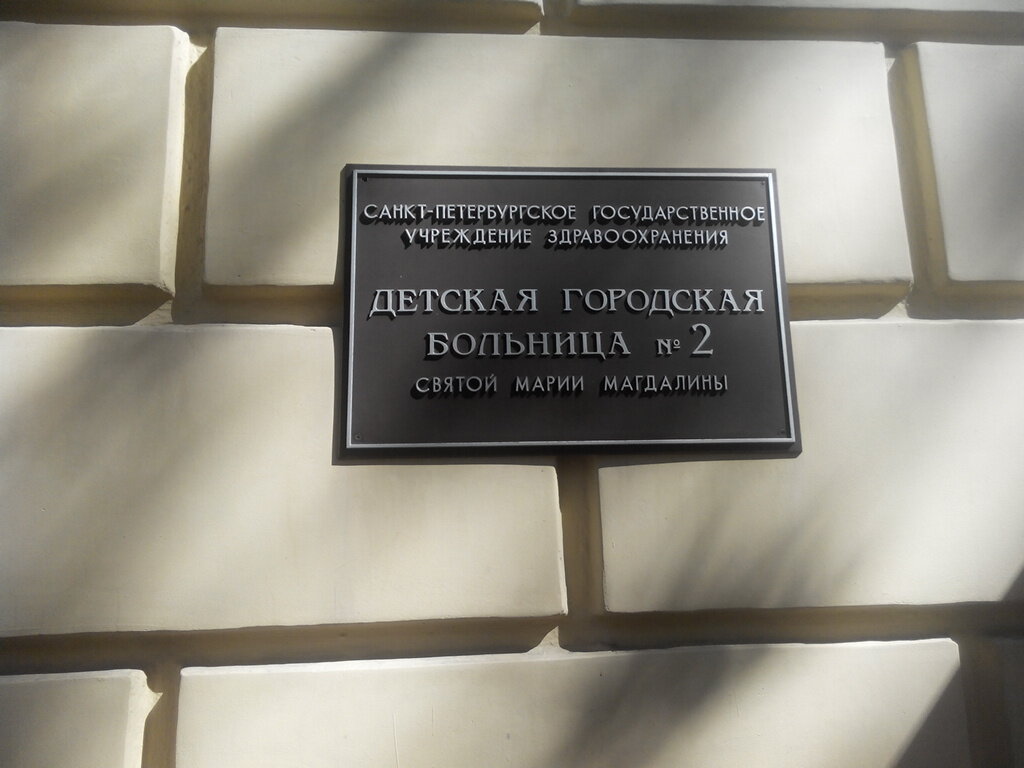 САНКТ-ПЕТЕРБУРГСКОЕ ГОСУДАРСТВЕННОЕ
УЧРЕЖДЕНИЕ ЗДРАВООХРАНЕНИЯ
ДЕТСКАЯ ГОРОДСКАЯ
БОЛЬНИЦА № 2
СВЯТОЙ МАРИИ МАГДАЛИНЫ